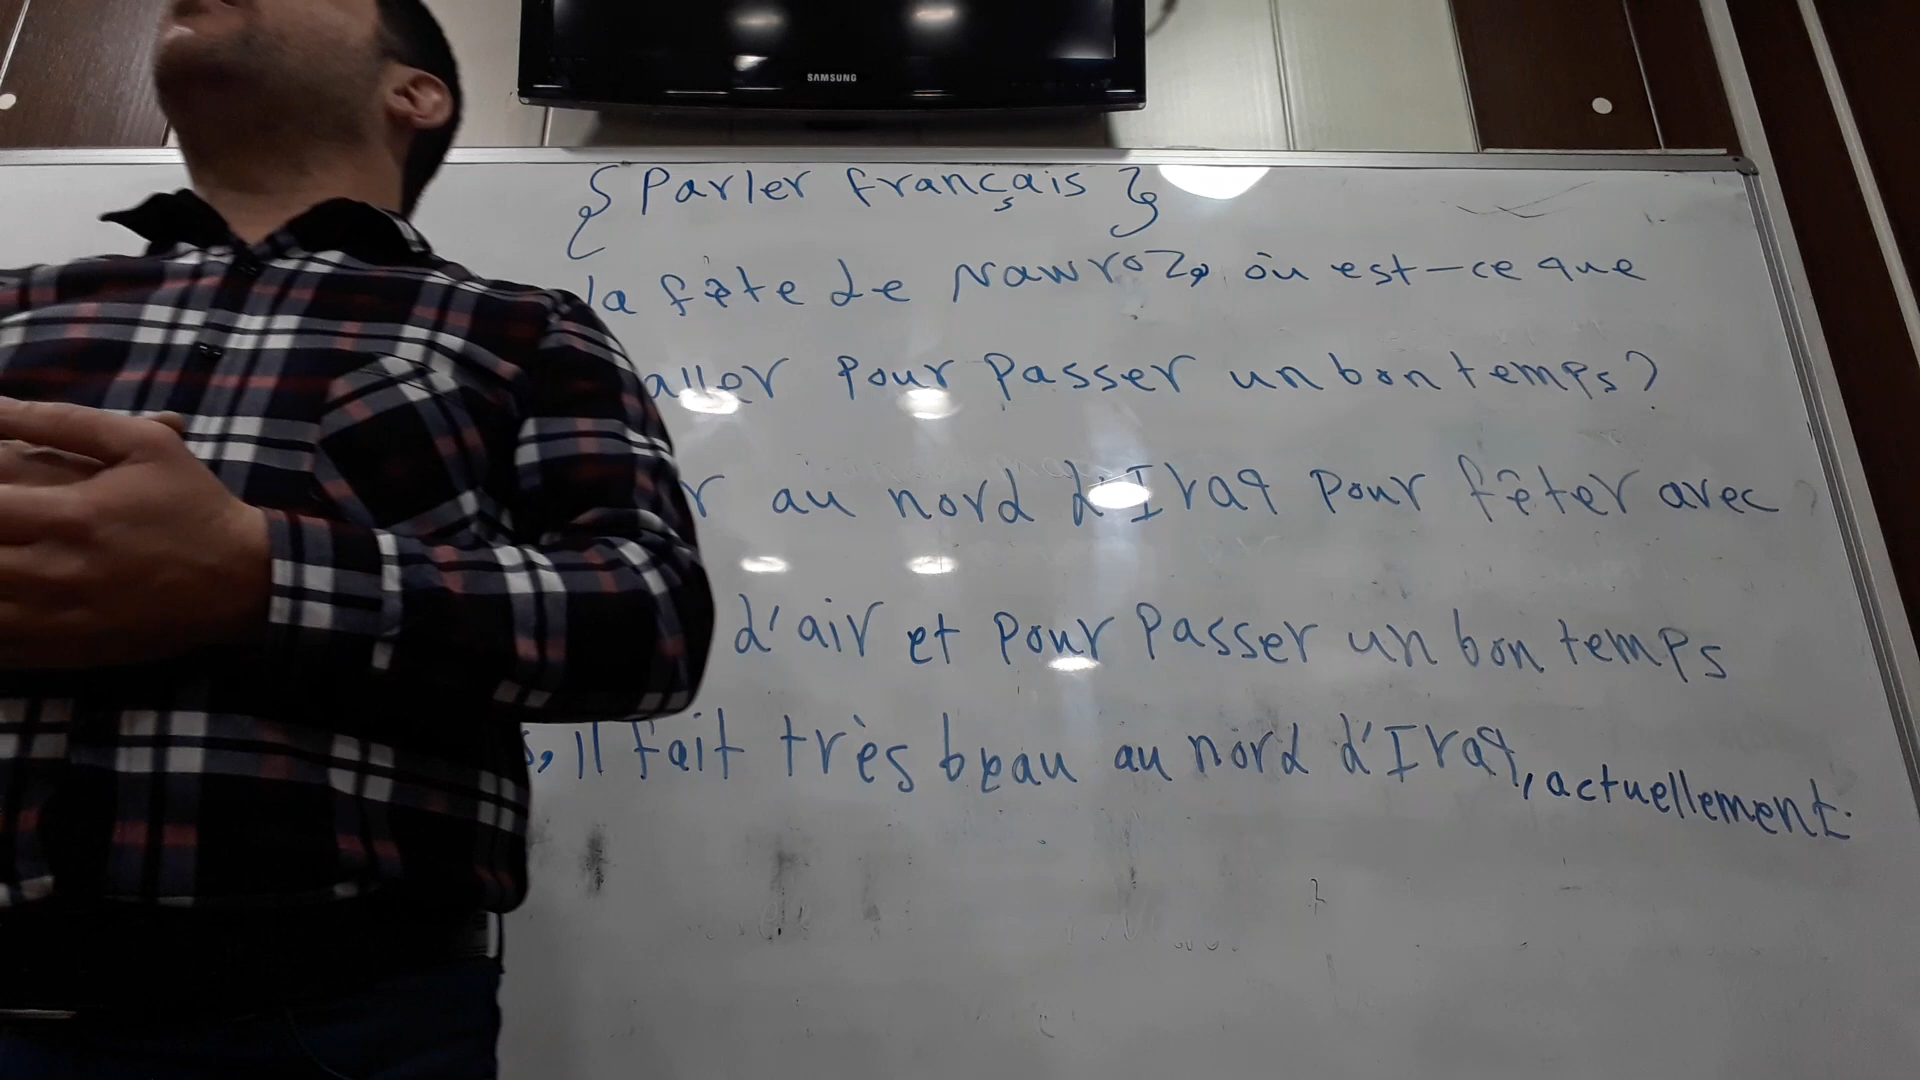 SAMSUNG
{Parler français}
la fête de Nawroz, où est-ce que
aller pour passer un bon temps?
r au nord d'Iraq pour fêter avec
d'air et pour passer un bon temps
s, Il fait très beau au nord d'Iraq, actuellement.